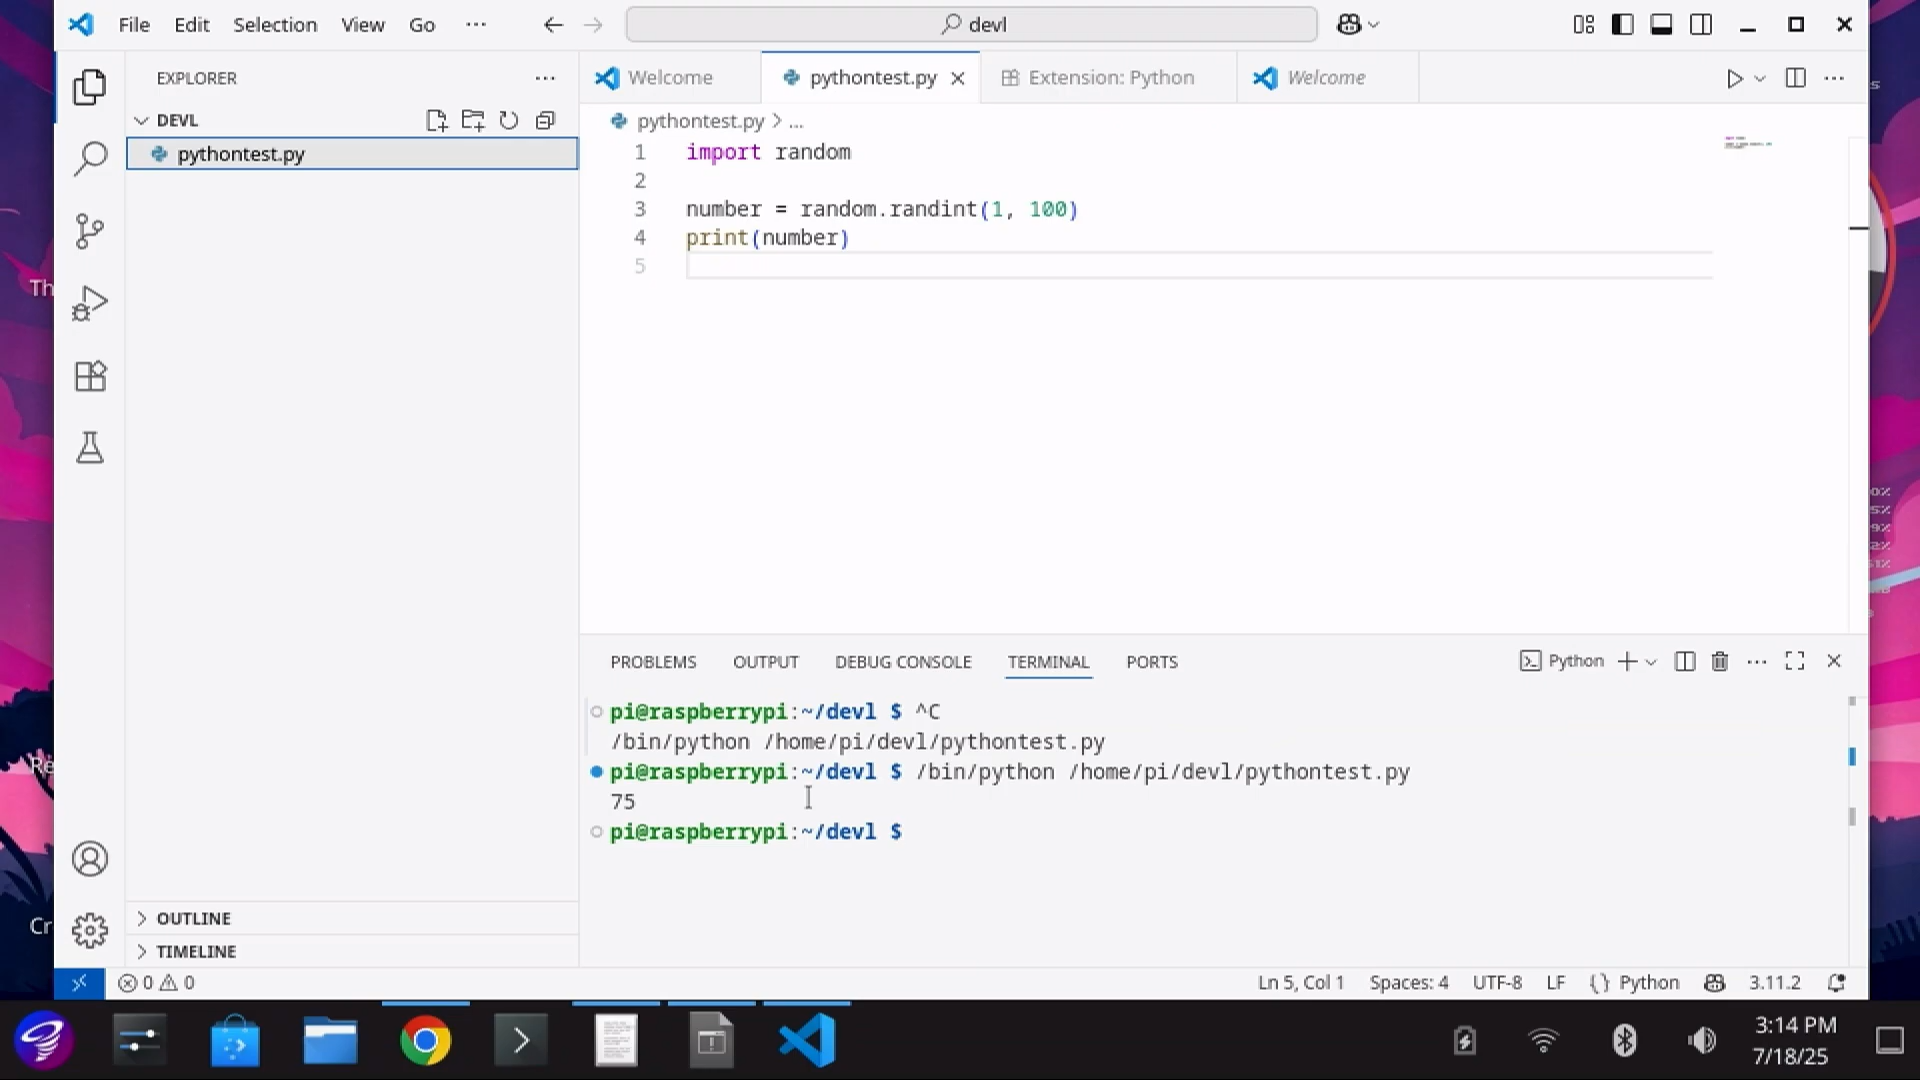 File Edit Selection View Go ··· devl
EXPLORER ···
Welcome pythontest.py Extension: Python Welcome
DEVL
pythontest.py
pythontest.py > ...
1 import random
2
3 number = random.randint(1, 100)
4 print(number)
5
PROBLEMS OUTPUT DEBUG CONSOLE TERMINAL PORTS Python
pi@raspberrypi:~/devl $ ^C
/bin/python /home/pi/devl/pythontest.py
pi@raspberrypi:~/devl $ /bin/python /home/pi/devl/pythontest.py
75
pi@raspberrypi:~/devl $
OUTLINE
TIMELINE
Th
Cr
0 0 Ln 5, Col 1 Spaces: 4 UTF-8 LF {} Python 3.11.2
3:14 PM
7/18/25